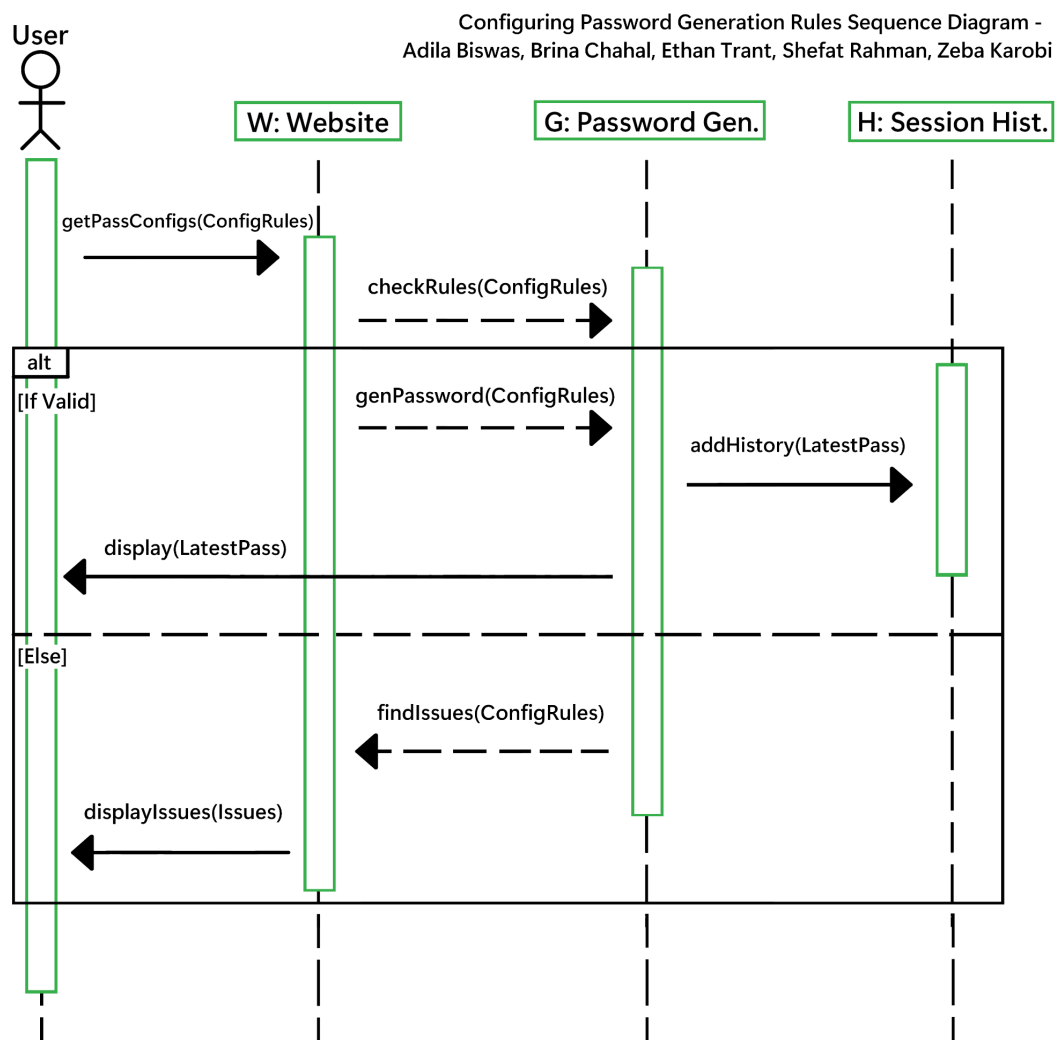 Configuring Password Generation Rules Sequence Diagram -
Adila Biswas, Brina Chahal, Ethan Trant, Shefat Rahman, Zeba Karobi
User
W: Website
G: Password Gen.
H: Session Hist.
getPassConfigs(ConfigRules)
checkRules(ConfigRules)
alt
[If Valid]
genPassword(ConfigRules)
addHistory(LatestPass)
display(LatestPass)
[Else]
findIssues(ConfigRules)
displayIssues(Issues)